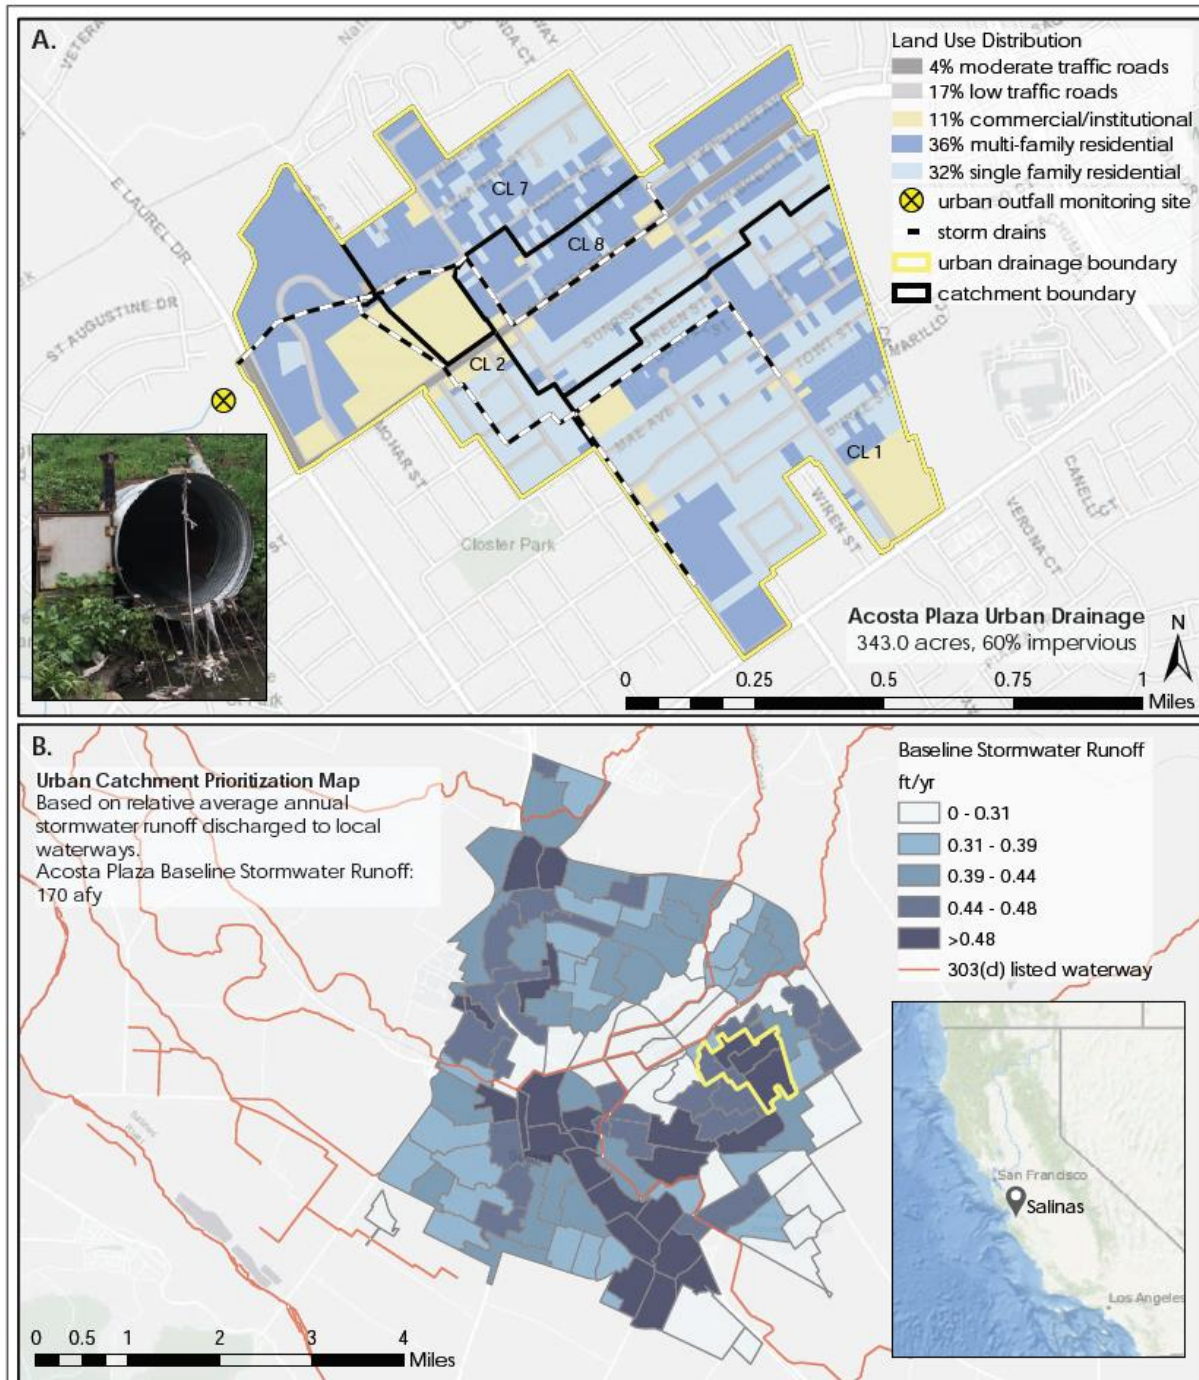 A.
Land Use Distribution
4% moderate traffic roads
17% low traffic roads
11% commercial/institutional
36% multi-family residential
32% single family residential
urban outfall monitoring site
storm drains
urban drainage boundary
catchment boundary
E LAUREL DR
ST AUGUSTINE DR
CL 7
CL 8
CL 2
CL 1
SUNRISE ST
TOWT ST
MAE AVE
MOHAR ST
Closter Park
WIREN ST
VERONA CT
Acosta Plaza Urban Drainage
343.0 acres, 60% impervious
N
0 0.25 0.5 0.75 1
Miles
B.
Urban Catchment Prioritization Map
Based on relative average annual
stormwater runoff discharged to local
waterways.
Acosta Plaza Baseline Stormwater Runoff:
170 afy
Baseline Stormwater Runoff
ft/yr
0 - 0.31
0.31 - 0.39
0.39 - 0.44
0.44 - 0.48
>0.48
303(d) listed waterway
San Francisco
Salinas
Los Angeles
0 0.5 1 2 3 4
Miles